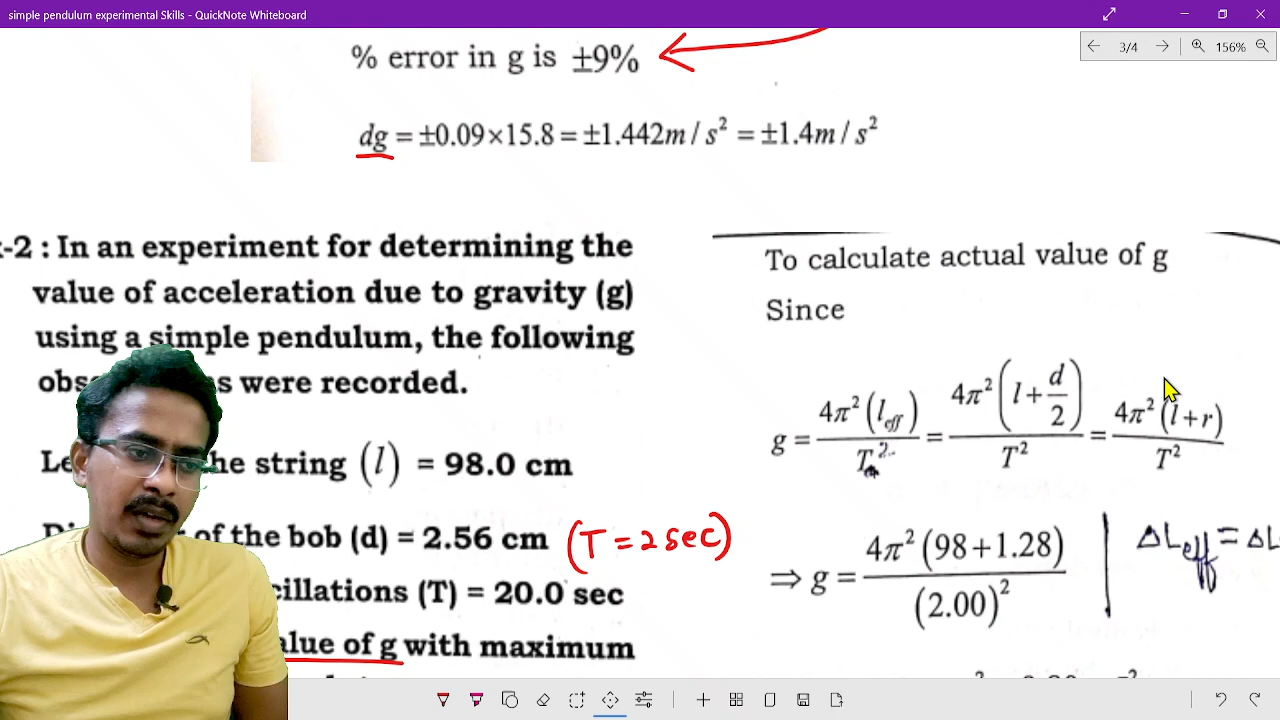 simple pendulum experimental Skills - QuickNote Whiteboard
3/4
% error in g is ±9%
dg = ±0.09×15.8 = ±1.442m/s² = ±1.4m/s²
-2 : In an experiment for determining the
value of acceleration due to gravity (g)
using a simple pendulum, the following
obs s were recorded.
Le he string (l) = 98.0 cm
of the bob (d) = 2.56 cm (T = 2 sec)
cillations (T) = 20.0 sec
alue of g with maximum
To calculate actual value of g
Since
g = 4π²(l_eff)/T² = 4π²(l + d/2)/T² = 4π²(l+r)/T²
⇒ g = 4π²(98+1.28)/(2.00)² | ΔL_eff = ΔL